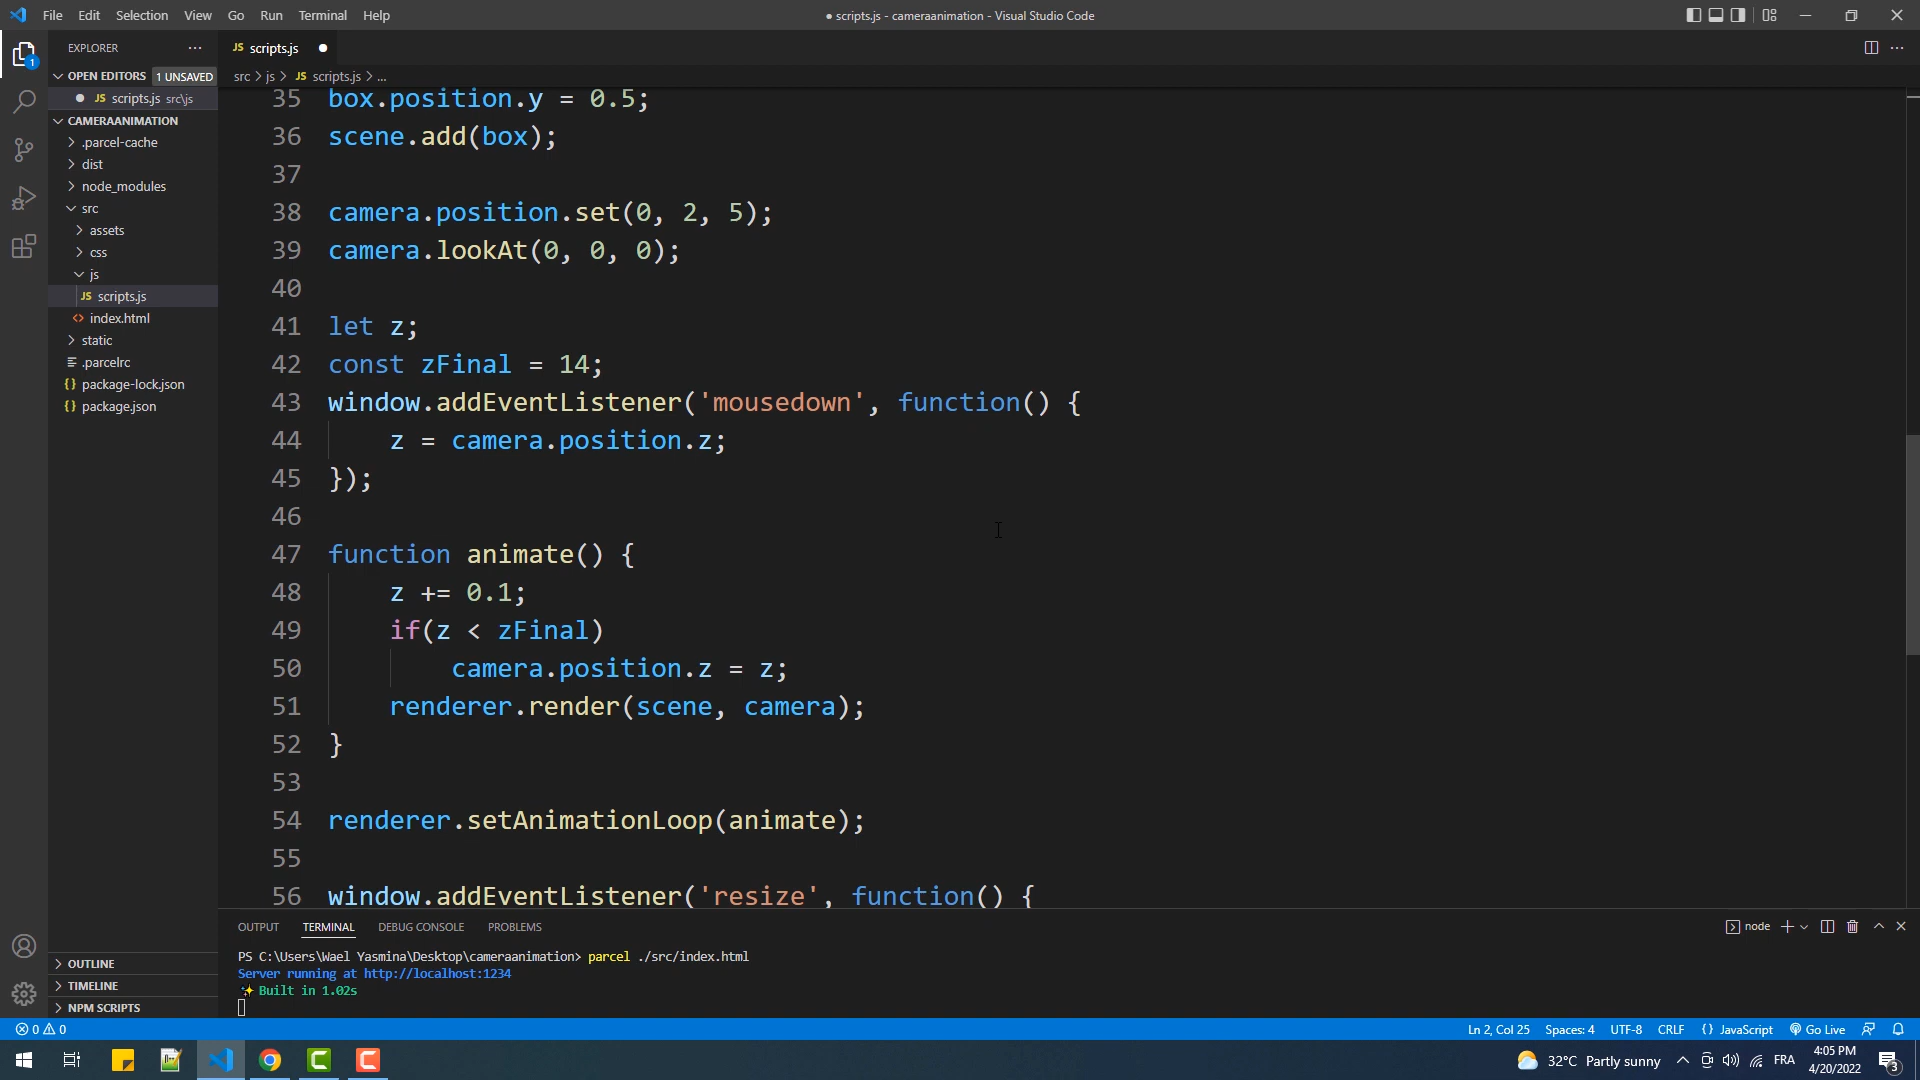 File Edit Selection View Go Run Terminal Help
● scripts.js - cameraanimation - Visual Studio Code
EXPLORER
JS scripts.js
OPEN EDITORS 1 UNSAVED
src > js > JS scripts.js > ...
JS scripts.js src\js
CAMERAANIMATION
.parcel-cache
dist
node_modules
src
assets
css
js
JS scripts.js
<> index.html
static
.parcelrc
{} package-lock.json
{} package.json
OUTLINE
TIMELINE
NPM SCRIPTS
35 box.position.y = 0.5;
36 scene.add(box);
37
38 camera.position.set(0, 2, 5);
39 camera.lookAt(0, 0, 0);
40
41 let z;
42 const zFinal = 14;
43 window.addEventListener('mousedown', function() {
44 z = camera.position.z;
45 });
46
47 function animate() {
48 z += 0.1;
49 if(z < zFinal)
50 camera.position.z = z;
51 renderer.render(scene, camera);
52 }
53
54 renderer.setAnimationLoop(animate);
55
56 window.addEventListener('resize', function() {
OUTPUT TERMINAL DEBUG CONSOLE PROBLEMS
node
PS C:\Users\Wael Yasmina\Desktop\cameraanimation> parcel ./src/index.html
Server running at http://localhost:1234
✨ Built in 1.02s
0 0
Ln 2, Col 25 Spaces: 4 UTF-8 CRLF {} JavaScript Go Live
32°C Partly sunny FRA 4:05 PM
4/20/2022
3
1